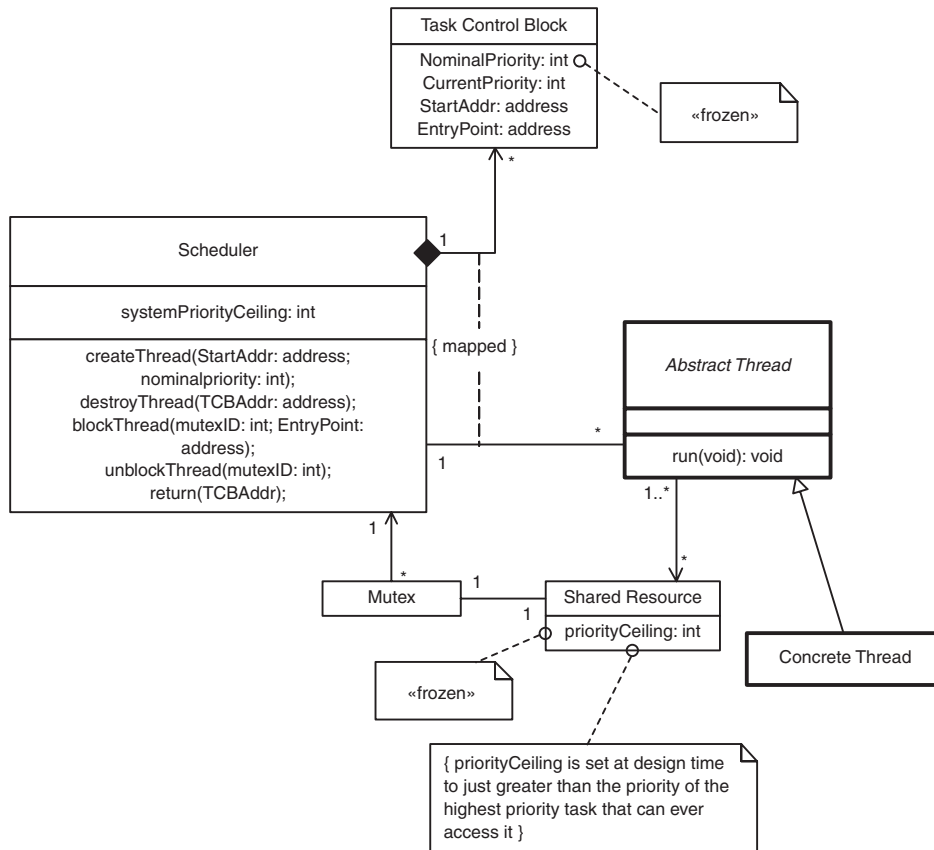 Task Control Block
NominalPriority: int
CurrentPriority: int
StartAddr: address
EntryPoint: address
«frozen»
*
Scheduler
1
systemPriorityCeiling: int
{ mapped }
createThread(StartAddr: address;
nominalpriority: int);
destroyThread(TCBAddr: address);
blockThread(mutexID: int; EntryPoint:
address);
unblockThread(mutexID: int);
return(TCBAddr);
Abstract Thread
run(void): void
*
1
1..*
1
*
*
Mutex
1
1
Shared Resource
priorityCeiling: int
Concrete Thread
«frozen»
{ priorityCeiling is set at design time
to just greater than the priority of the
highest priority task that can ever
access it }